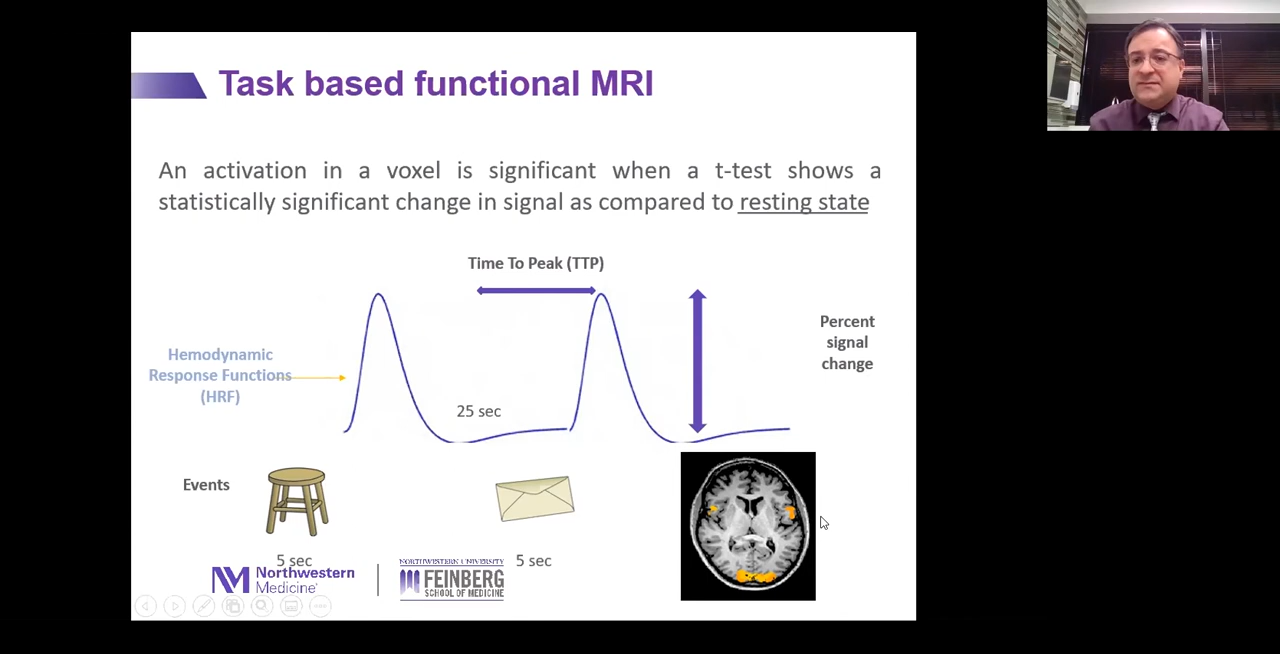 Task based functional MRI
An activation in a voxel is significant when a t-test shows a
statistically significant change in signal as compared to resting state
Time To Peak (TTP)
Percent
signal
change
Hemodynamic
Response Functions
(HRF)
25 sec
Events
5 sec
5 sec
Northwestern
Medicine
NORTHWESTERN UNIVERSITY
FEINBERG
SCHOOL OF MEDICINE